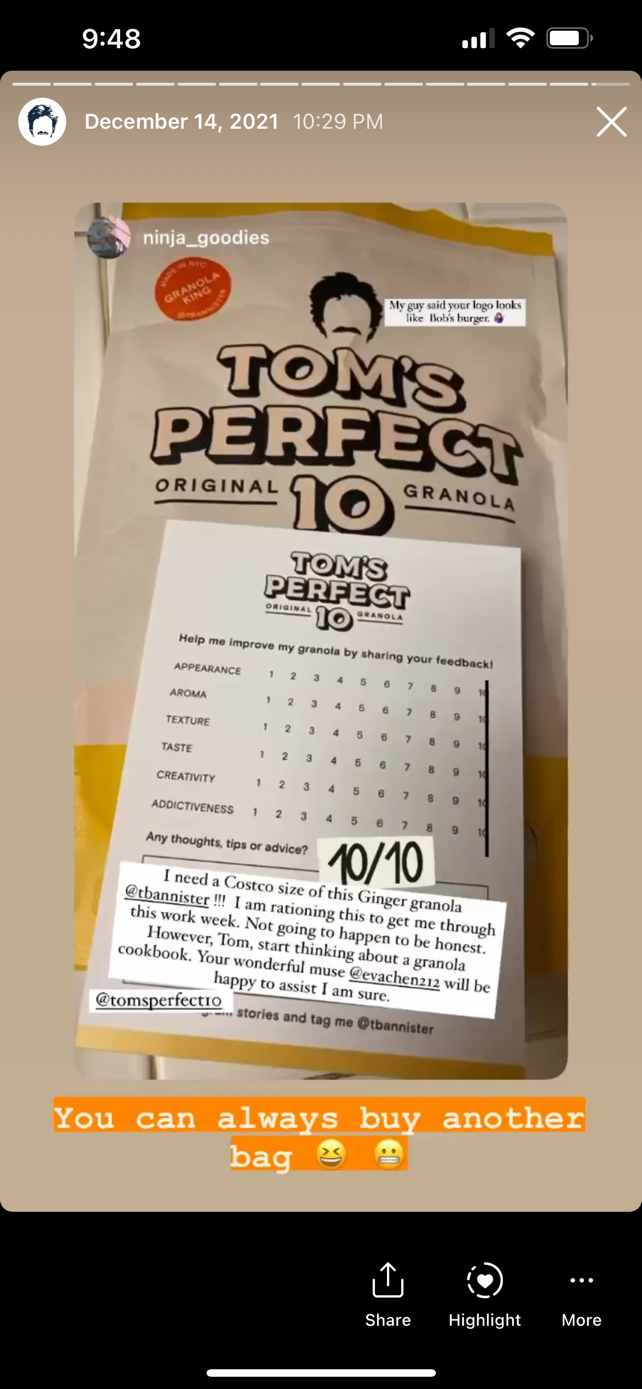 9:48
December 14, 2021 10:29 PM
ninja_goodies
MADE IN NYC
GRANOLA
KING
@TBANNISTER
My guy said your logo looks
like Bob's burger.
TOM'S
PERFECT
ORIGINAL 10 GRANOLA
TOM'S
PERFECT
ORIGINAL 10 GRANOLA
Help me improve my granola by sharing your feedback!
APPEARANCE 1 2 3 4 5 6 7 8 9 10
AROMA 1 2 3 4 5 6 7 8 9 10
TEXTURE 1 2 3 4 5 6 7 8 9 10
TASTE 1 2 3 4 5 6 7 8 9 10
CREATIVITY 1 2 3 4 5 6 7 8 9 10
ADDICTIVENESS 1 2 3 4 5 6 7 8 9 10
Any thoughts, tips or advice?
10/10
I need a Costco size of this Ginger granola
@tbannister !!! I am rationing this to get me through
this work week. Not going to happen to be honest.
However, Tom, start thinking about a granola
cookbook. Your wonderful muse @evachen212 will be
happy to assist I am sure.
@tomsperfect10
stories and tag me @tbannister
You can always buy another
bag 😆 😬
Share Highlight More